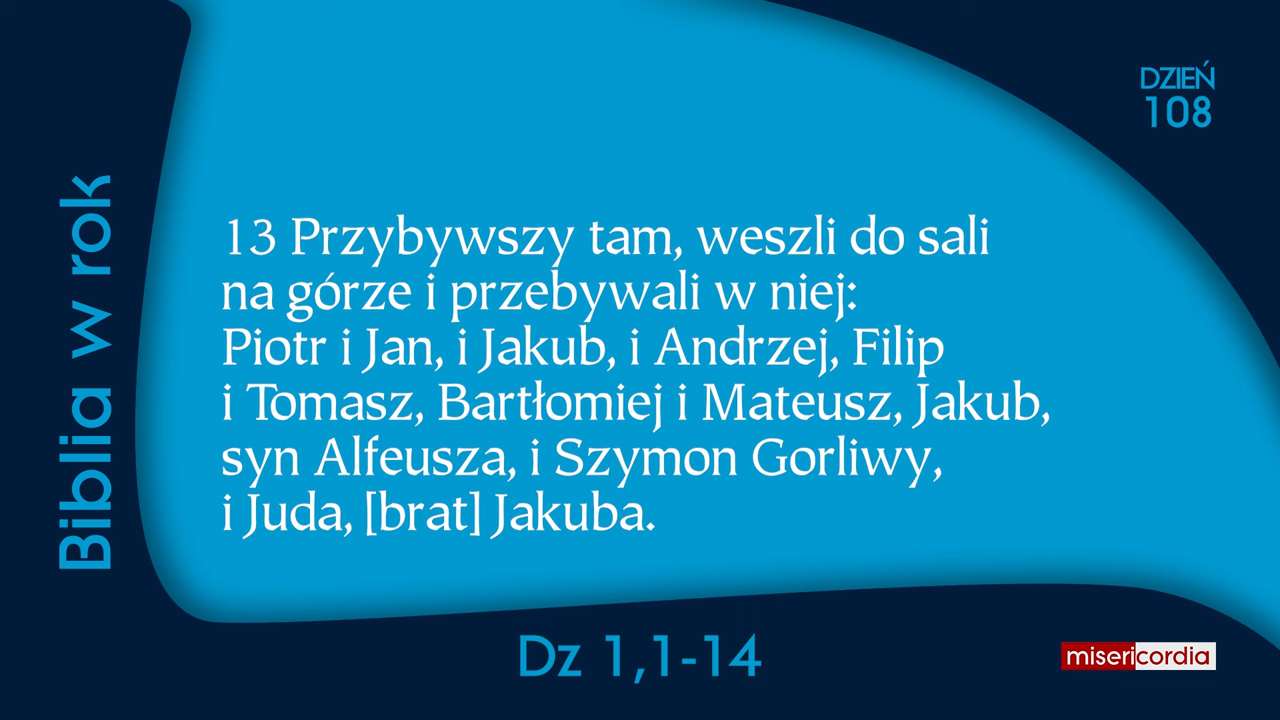 DZIEŃ
108
Biblia w rok
13 Przybywszy tam, weszli do sali
na górze i przebywali w niej:
Piotr i Jan, i Jakub, i Andrzej, Filip
i Tomasz, Bartłomiej i Mateusz, Jakub,
syn Alfeusza, i Szymon Gorliwy,
i Juda, [brat] Jakuba.
Dz 1,1-14
misericordia